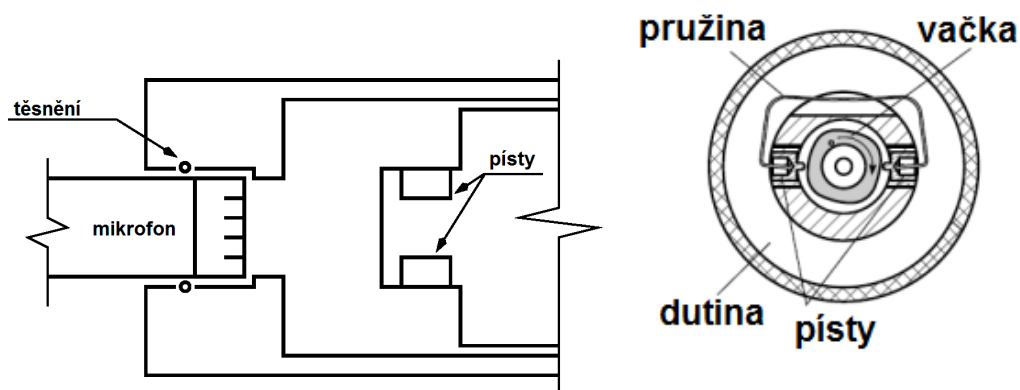 těsnění
mikrofon
písty
pružina
vačka
dutina
písty